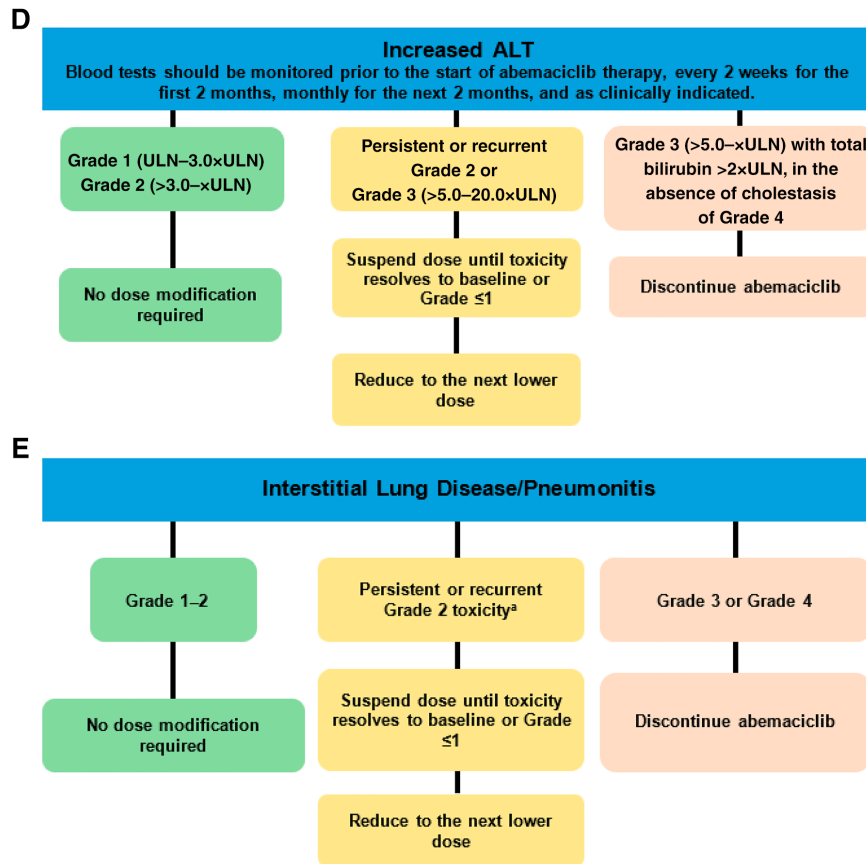 D
Increased ALT
Blood tests should be monitored prior to the start of abemaciclib therapy, every 2 weeks for the
first 2 months, monthly for the next 2 months, and as clinically indicated.
Grade 1 (ULN–3.0×ULN)
Grade 2 (>3.0–×ULN)
Persistent or recurrent
Grade 2 or
Grade 3 (>5.0–20.0×ULN)
Grade 3 (>5.0–×ULN) with total
bilirubin >2×ULN, in the
absence of cholestasis
of Grade 4
No dose modification
required
Suspend dose until toxicity
resolves to baseline or
Grade ≤1
Discontinue abemaciclib
Reduce to the next lower
dose
E
Interstitial Lung Disease/Pneumonitis
Grade 1–2
Persistent or recurrent
Grade 2 toxicityᵃ
Grade 3 or Grade 4
No dose modification
required
Suspend dose until toxicity
resolves to baseline or Grade
≤1
Discontinue abemaciclib
Reduce to the next lower
dose